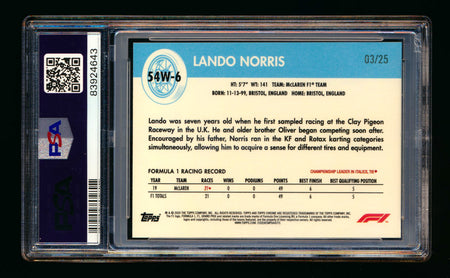 83924643
PSA
LANDO NORRIS
03/25
54W-6
HT: 5'7" WT: 141 TEAM: McLAREN F1® TEAM
BORN: 11-13-99, BRISTOL, ENGLAND HOME: BRISTOL, ENGLAND
Lando was seven years old when he first sampled racing at the Clay Pigeon
Raceway in the U.K. He and older brother Oliver began competing soon after.
Encouraged by his father, Norris ran in the KF and Rotax karting categories
simultaneously, allowing him to acquire a sense for different tires and equipment.
FORMULA 1 RACING RECORD
CHAMPIONSHIP LEADER IN ITALICS, TIE*
YEAR TEAM RACES WINS PODIUMS POINTS BEST FINISH BEST QUALIFYING POSITION
19 McLAREN 21* 0 0 49 6 5
F1 TOTALS 21 0 0 49 6 5
Topps
F1